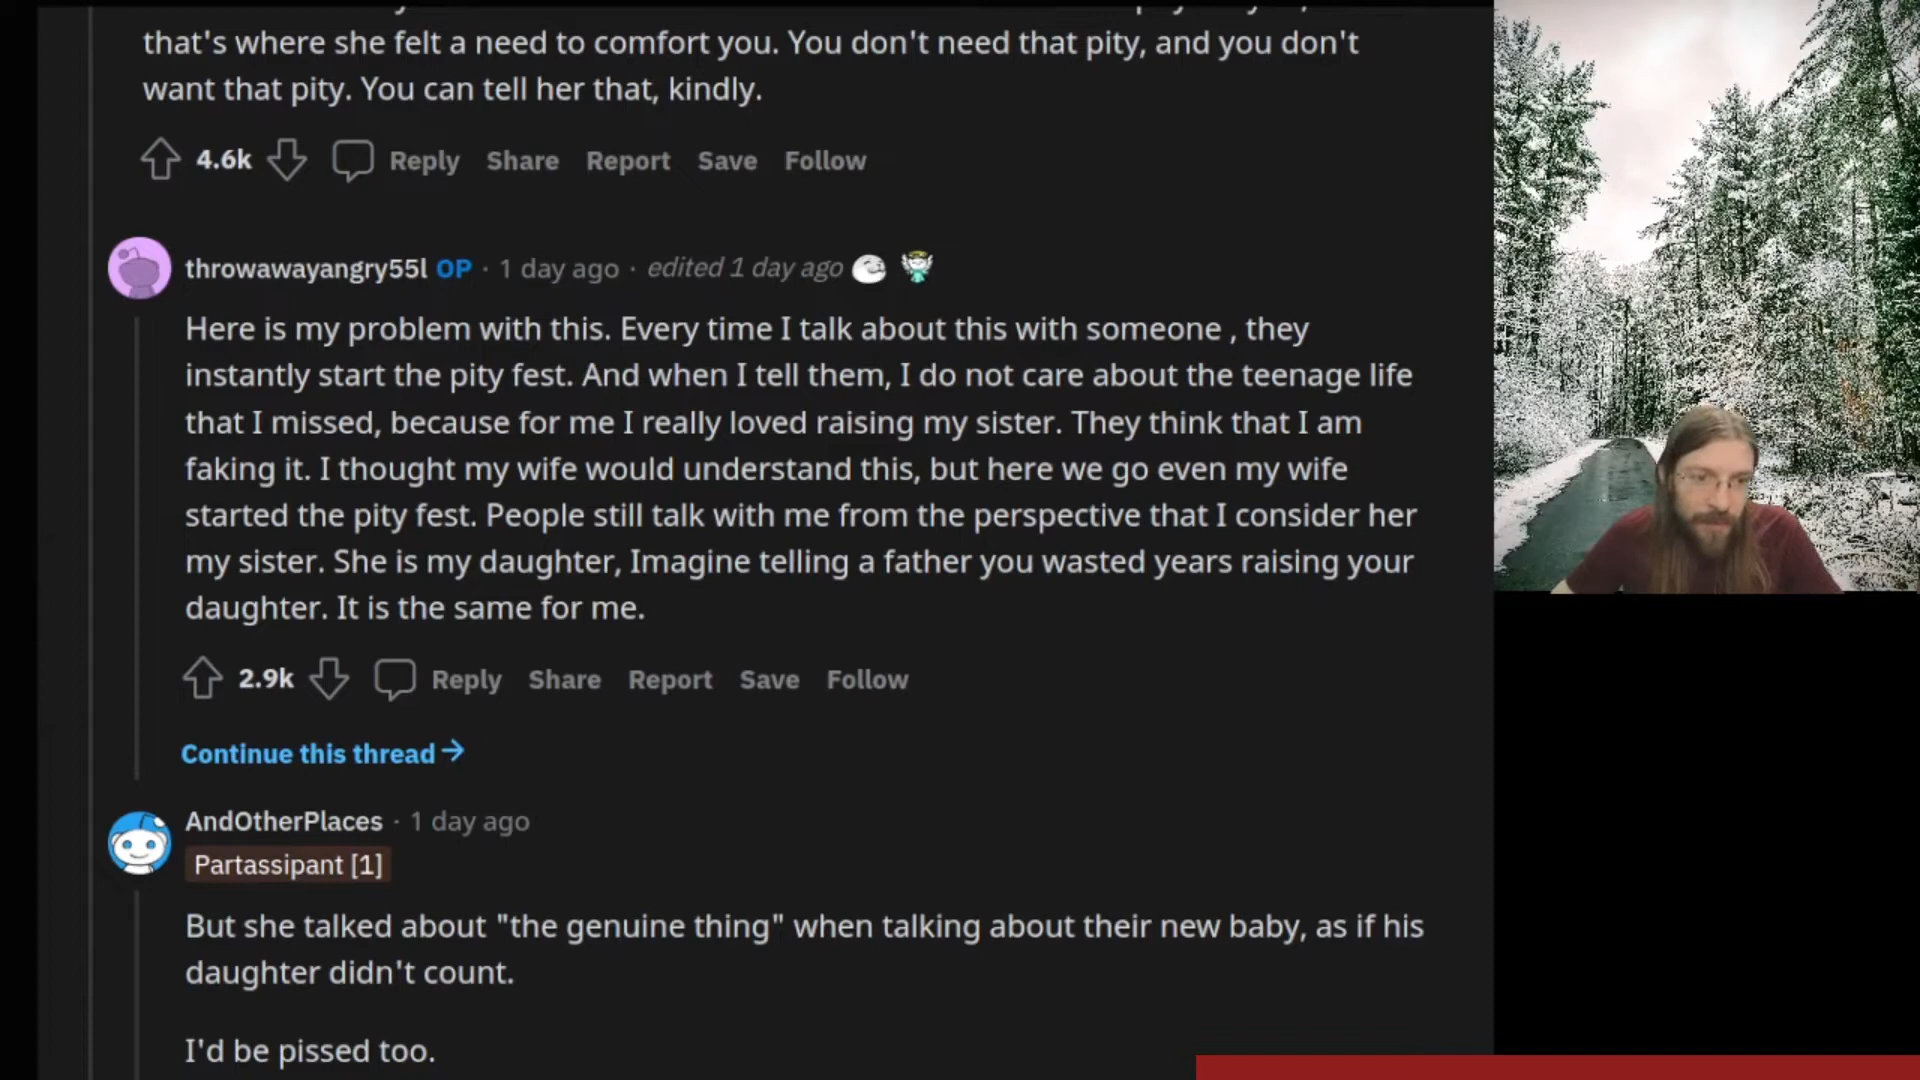 that's where she felt a need to comfort you. You don't need that pity, and you don't
want that pity. You can tell her that, kindly.
4.6k Reply Share Report Save Follow
throwawayangry55l OP · 1 day ago · edited 1 day ago
Here is my problem with this. Every time I talk about this with someone , they
instantly start the pity fest. And when I tell them, I do not care about the teenage life
that I missed, because for me I really loved raising my sister. They think that I am
faking it. I thought my wife would understand this, but here we go even my wife
started the pity fest. People still talk with me from the perspective that I consider her
my sister. She is my daughter, Imagine telling a father you wasted years raising your
daughter. It is the same for me.
2.9k Reply Share Report Save Follow
Continue this thread →
AndOtherPlaces · 1 day ago
Partassipant [1]
But she talked about "the genuine thing" when talking about their new baby, as if his
daughter didn't count.
I'd be pissed too.